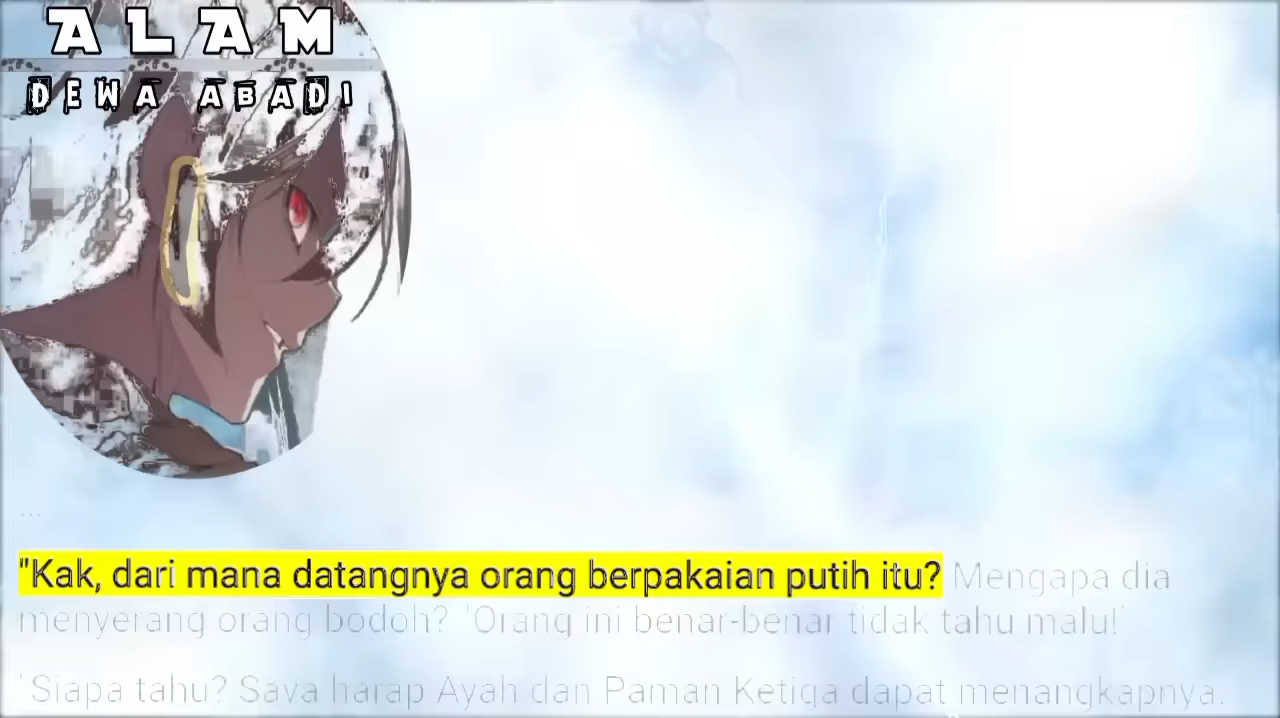 ALAM
DEWA ABADI
...
"Kak, dari mana datangnya orang berpakaian putih itu? Mengapa dia
menyerang orang bodoh? 'Orang ini benar-benar tidak tahu malu!'
'Siapa tahu? Saya harap Ayah dan Paman Ketiga dapat menangkapnya.